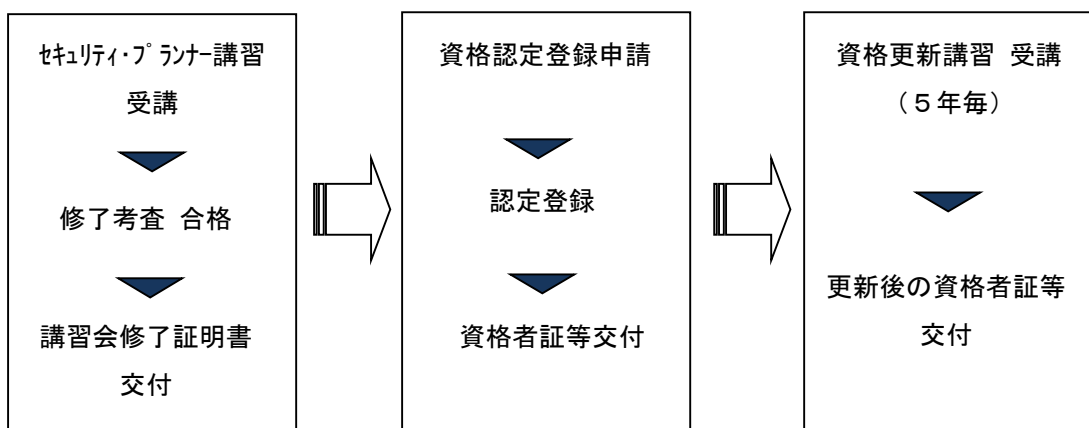 ｾｷｭﾘﾃｨ･ﾌﾟﾗﾝﾅｰ講習
受講
修了考査 合格
講習会修了証明書
交付
資格認定登録申請
認定登録
資格者証等交付
資格更新講習 受講
（５年毎）
更新後の資格者証等
交付